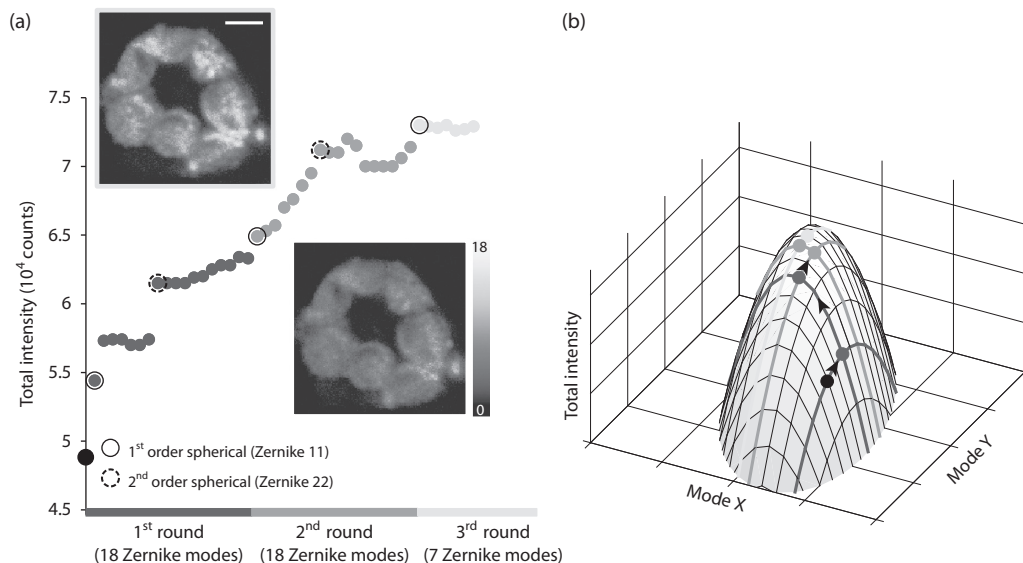 (a)
(b)
7.5
7
6.5
6
5.5
5
4.5
Total intensity (10⁴ counts)
18
0
1ˢᵗ order spherical (Zernike 11)
2ⁿᵈ order spherical (Zernike 22)
1ˢᵗ round
(18 Zernike modes)
2ⁿᵈ round
(18 Zernike modes)
3ʳᵈ round
(7 Zernike modes)
Total intensity
Mode X
Mode Y